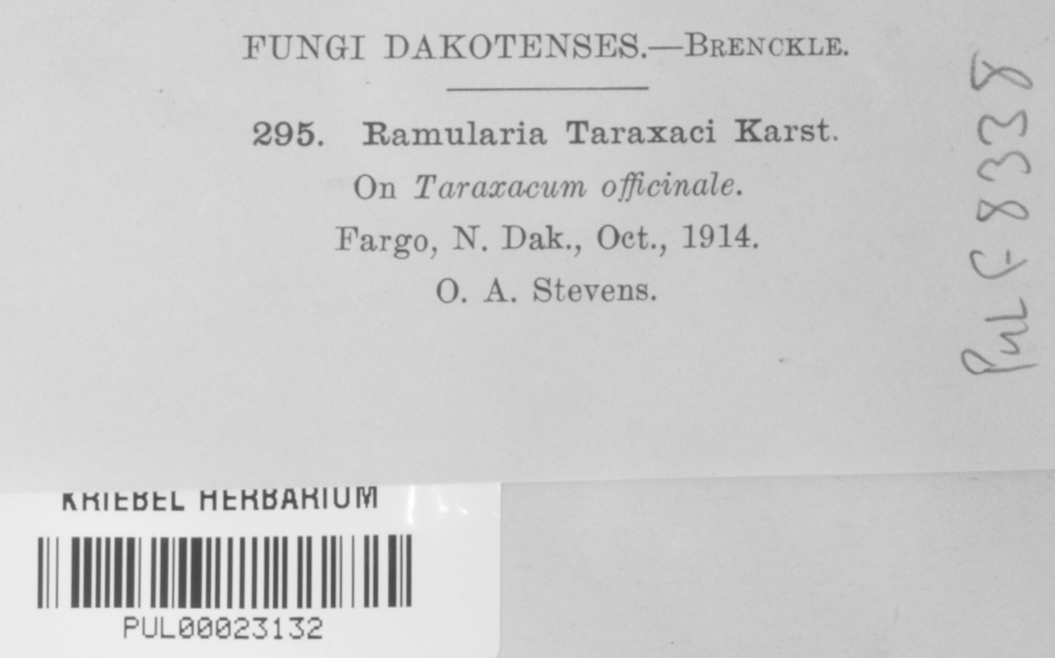 FUNGI DAKOTENSES.—BRENCKLE.
295. Ramularia Taraxaci Karst.
On Taraxacum officinale.
Fargo, N. Dak., Oct., 1914.
O. A. Stevens.
PUL F 8338
KRIEBEL HERBARIUM
PUL00023132